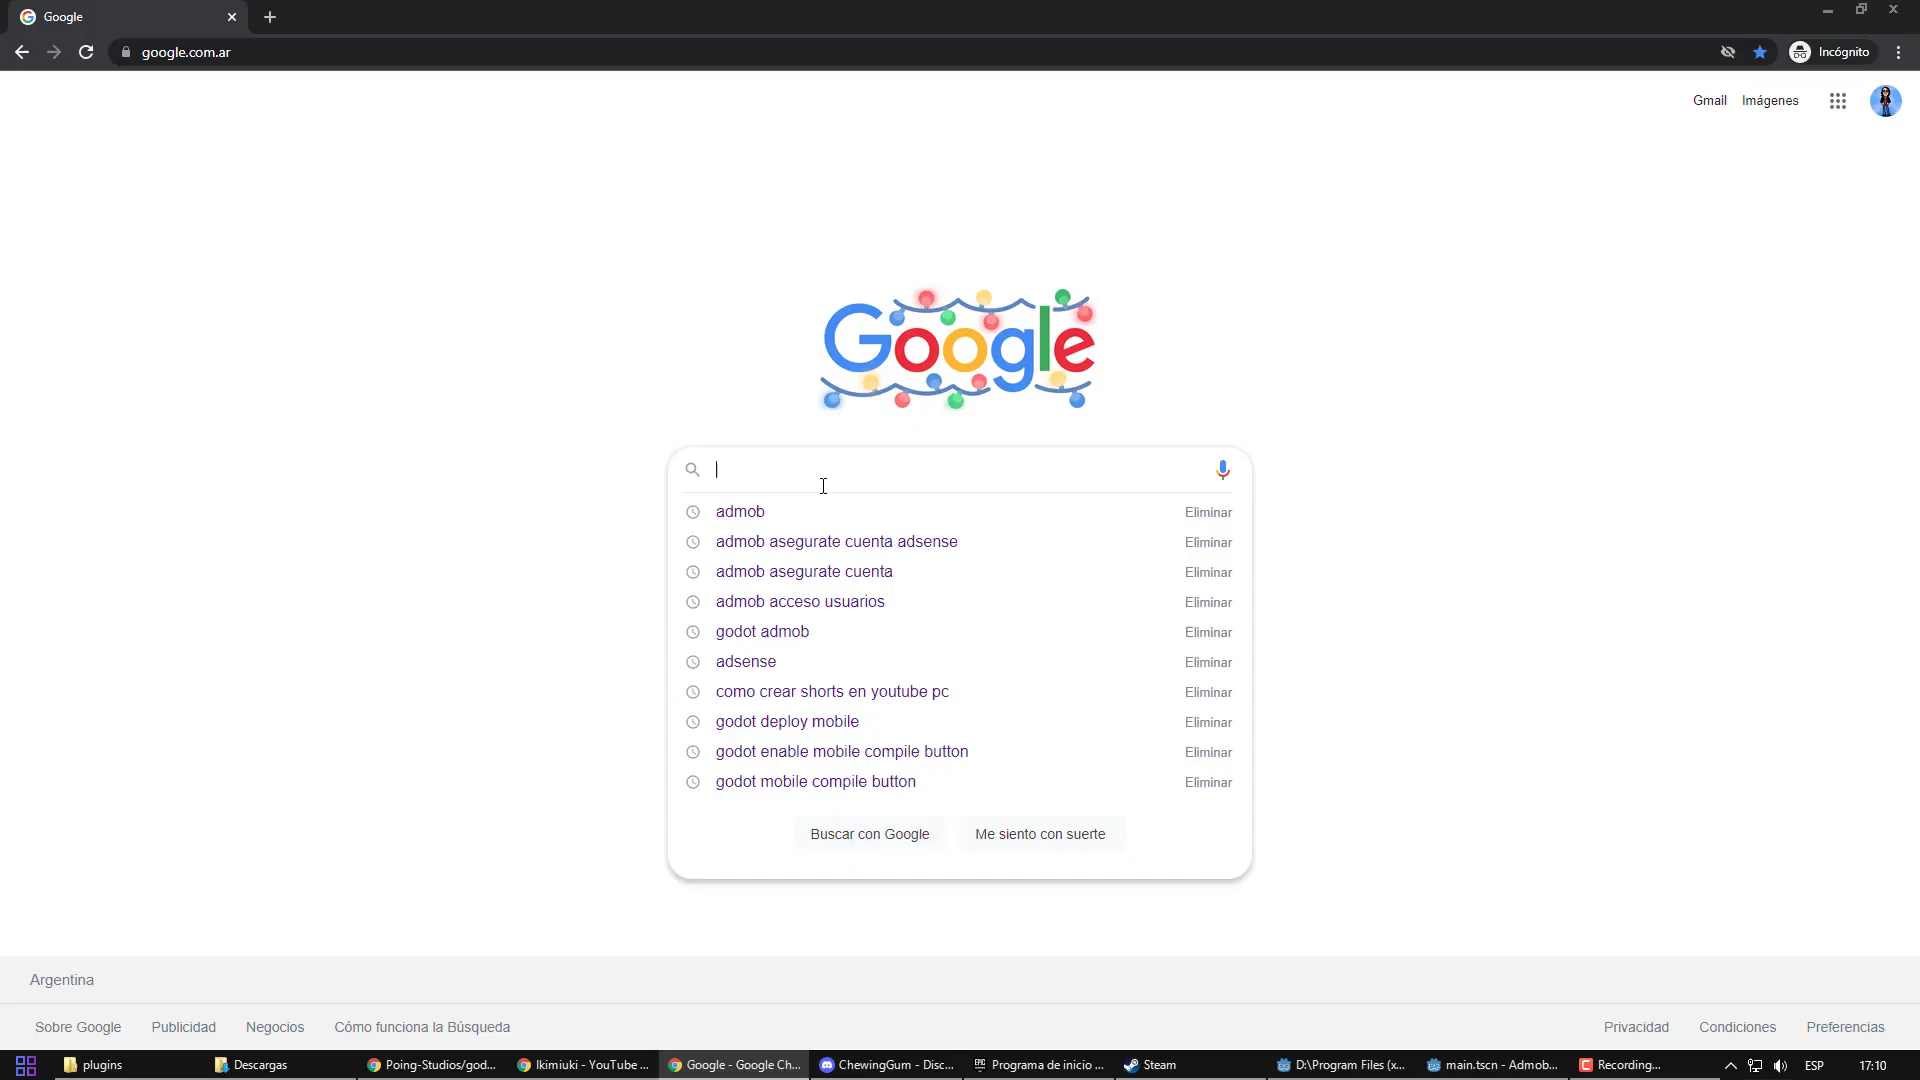 Google
google.com.ar
Incógnito
Gmail Imágenes
Google
admob Eliminar
admob asegurate cuenta adsense Eliminar
admob asegurate cuenta Eliminar
admob acceso usuarios Eliminar
godot admob Eliminar
adsense Eliminar
como crear shorts en youtube pc Eliminar
godot deploy mobile Eliminar
godot enable mobile compile button Eliminar
godot mobile compile button Eliminar
Buscar con Google Me siento con suerte
Argentina
Sobre Google Publicidad Negocios Cómo funciona la Búsqueda Privacidad Condiciones Preferencias
plugins Descargas Poing-Studios/god... Ikimiuki - YouTube ... Google - Google Ch... ChewingGum - Disc... EPIC Programa de inicio ... Steam D:\Program Files (x... main.tscn - Admob... Recording... ESP 17:10